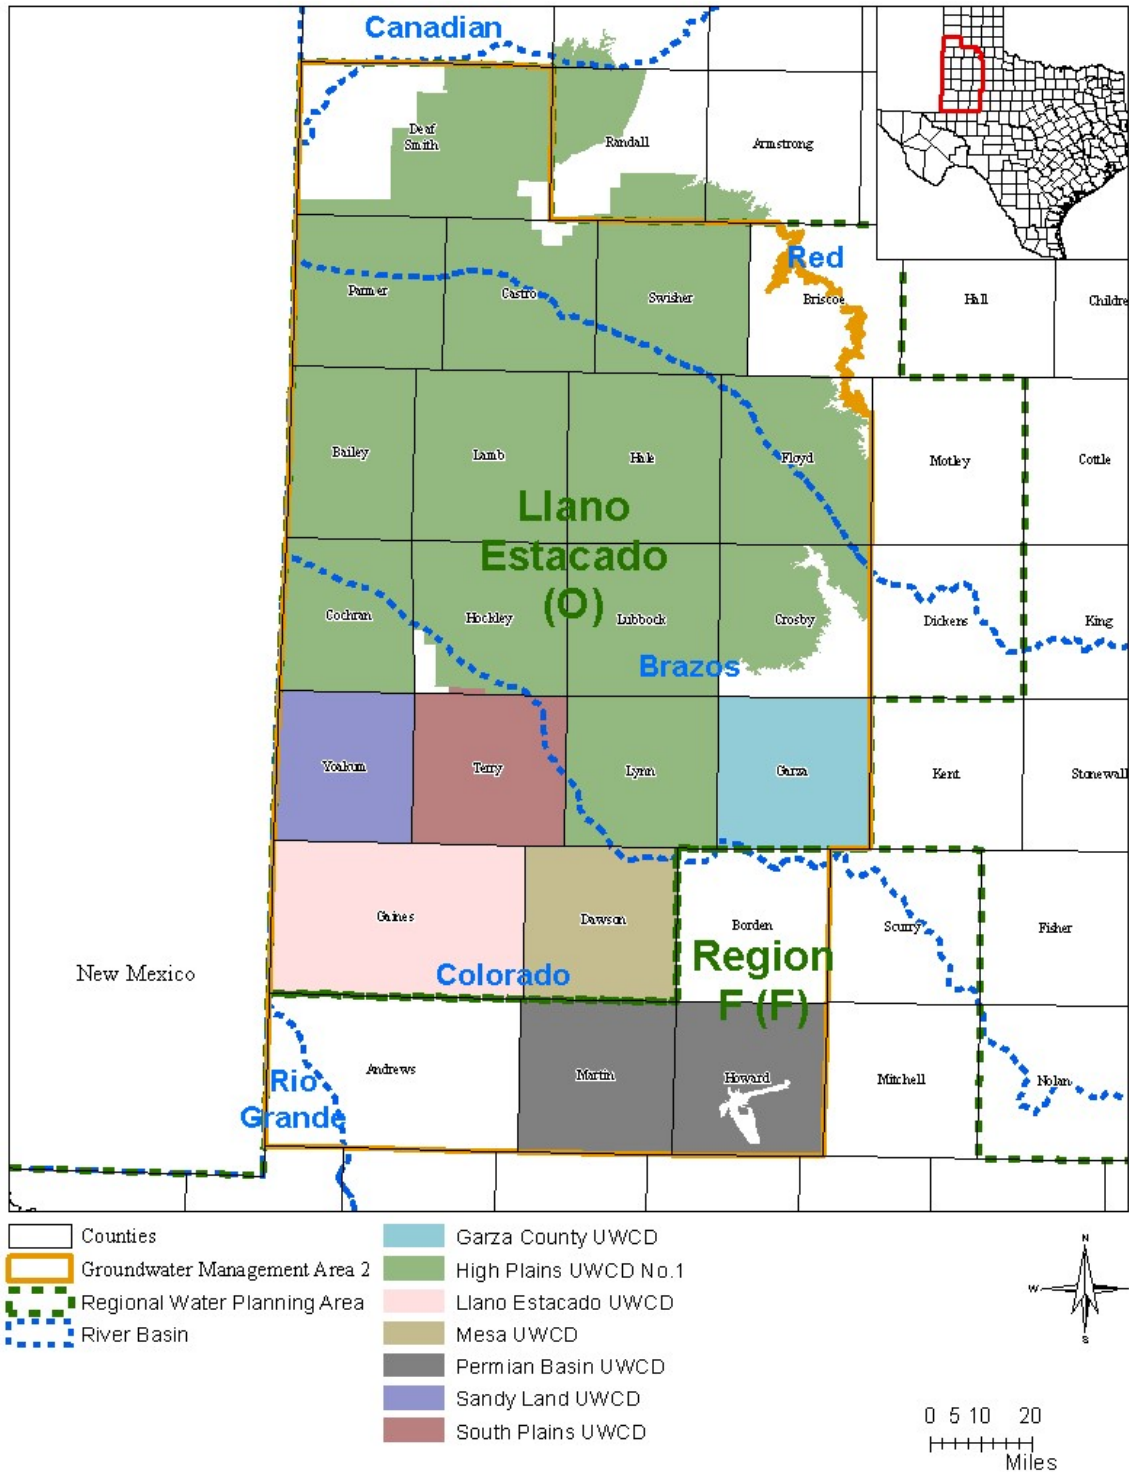 Canadian
Deaf
Smith
Randall
Armstrong
Red
Parmer
Castro
Swisher
Briscoe
Hall
Childre
Bailey
Lamb
Hale
Floyd
Motley
Cottle
Llano
Estacado
(O)
Cochran
Hockley
Lubbock
Crosby
Dickens
King
Brazos
Yoakum
Terry
Lynn
Garza
Kent
Stonewall
Gaines
Dawson
Borden
Scurry
Fisher
New Mexico
Colorado
Region
F (F)
Andrews
Martin
Howard
Mitchell
Nolan
Rio
Grande
Counties
Groundwater Management Area 2
Regional Water Planning Area
River Basin
Garza County UWCD
High Plains UWCD No.1
Llano Estacado UWCD
Mesa UWCD
Permian Basin UWCD
Sandy Land UWCD
South Plains UWCD
N
W
S
0 5 10 20
Miles